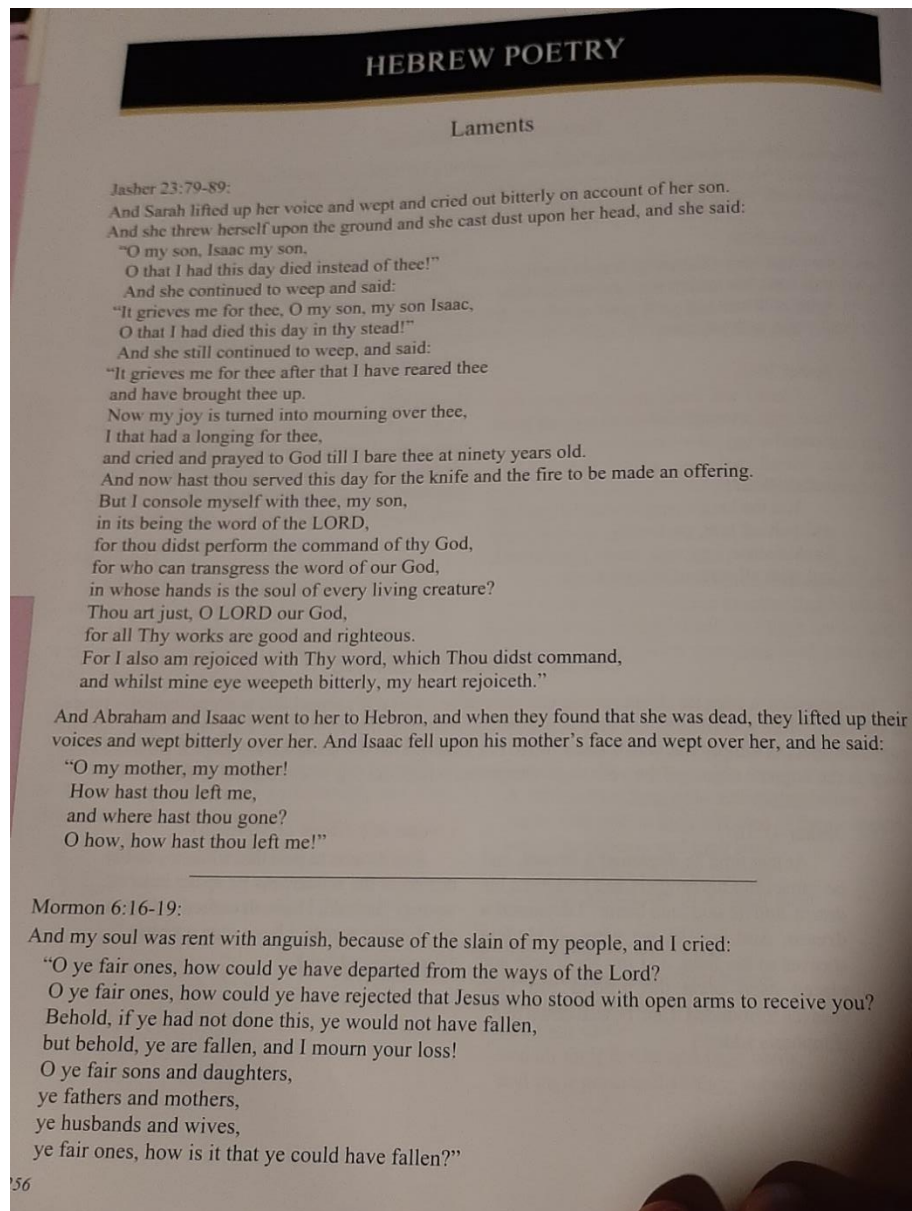 HEBREW POETRY
Laments
Jasher 23:79-89:
And Sarah lifted up her voice and wept and cried out bitterly on account of her son.
And she threw herself upon the ground and she cast dust upon her head, and she said:
“O my son, Isaac my son,
O that I had this day died instead of thee!”
And she continued to weep and said:
“It grieves me for thee, O my son, my son Isaac,
O that I had died this day in thy stead!”
And she still continued to weep, and said:
“It grieves me for thee after that I have reared thee
and have brought thee up.
Now my joy is turned into mourning over thee,
I that had a longing for thee,
and cried and prayed to God till I bare thee at ninety years old.
And now hast thou served this day for the knife and the fire to be made an offering.
But I console myself with thee, my son,
in its being the word of the LORD,
for thou didst perform the command of thy God,
for who can transgress the word of our God,
in whose hands is the soul of every living creature?
Thou art just, O LORD our God,
for all Thy works are good and righteous.
For I also am rejoiced with Thy word, which Thou didst command,
and whilst mine eye weepeth bitterly, my heart rejoiceth.”
And Abraham and Isaac went to her to Hebron, and when they found that she was dead, they lifted up their
voices and wept bitterly over her. And Isaac fell upon his mother’s face and wept over her, and he said:
“O my mother, my mother!
How hast thou left me,
and where hast thou gone?
O how, how hast thou left me!”
Mormon 6:16-19:
And my soul was rent with anguish, because of the slain of my people, and I cried:
“O ye fair ones, how could ye have departed from the ways of the Lord?
O ye fair ones, how could ye have rejected that Jesus who stood with open arms to receive you?
Behold, if ye had not done this, ye would not have fallen,
but behold, ye are fallen, and I mourn your loss!
O ye fair sons and daughters,
ye fathers and mothers,
ye husbands and wives,
ye fair ones, how is it that ye could have fallen?”
56